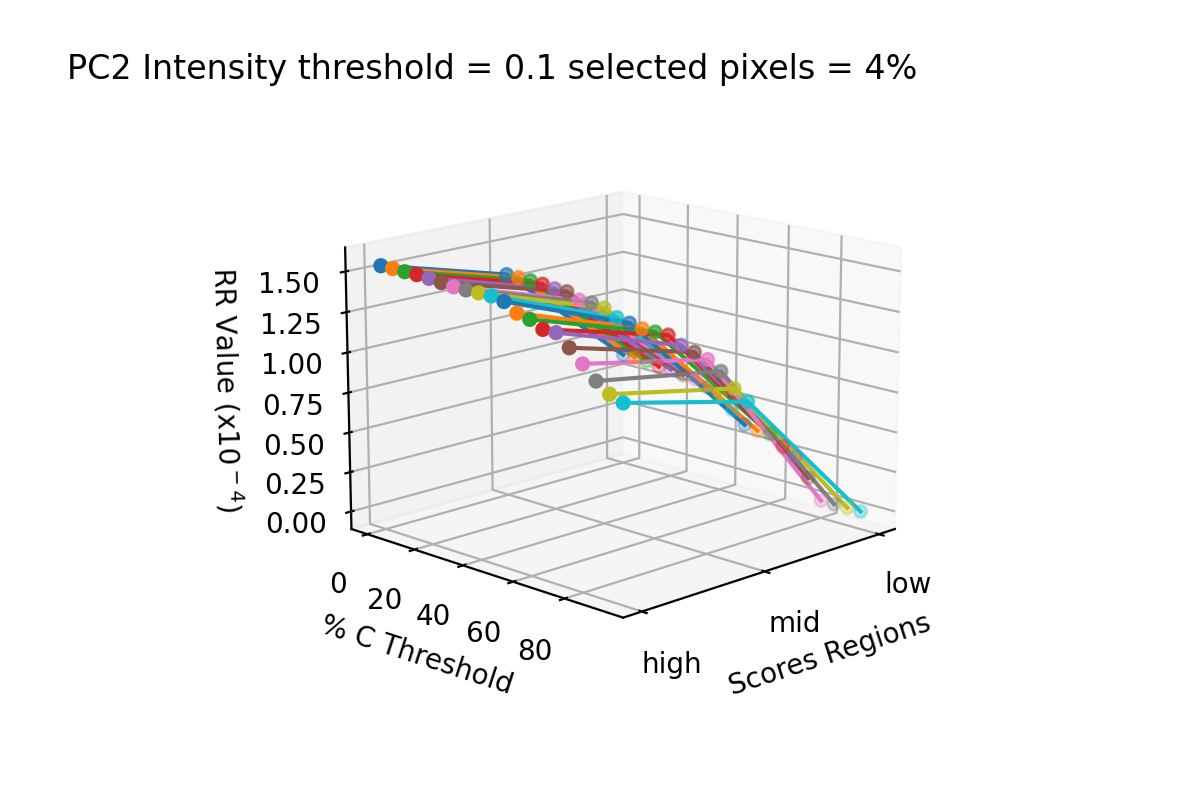 PC2 Intensity threshold = 0.1 selected pixels = 4%
RR Value (x10⁻⁴)
1.50
1.25
1.00
0.75
0.50
0.25
0.00
0
20
40
60
80
% C Threshold
high
mid
low
Scores Regions